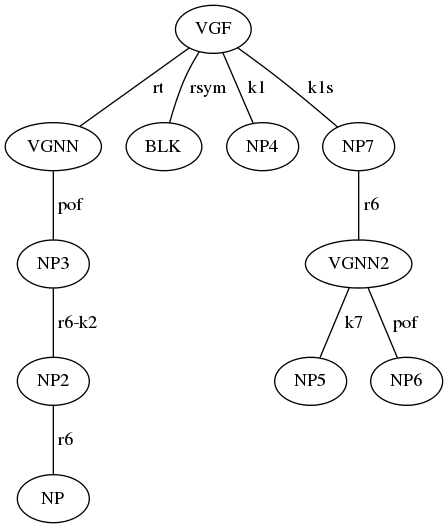 VGF
rt rsym k1 k1s
VGNN BLK NP4 NP7
pof r6
NP3 VGNN2
r6-k2 k7 pof
NP2 NP5 NP6
r6
NP